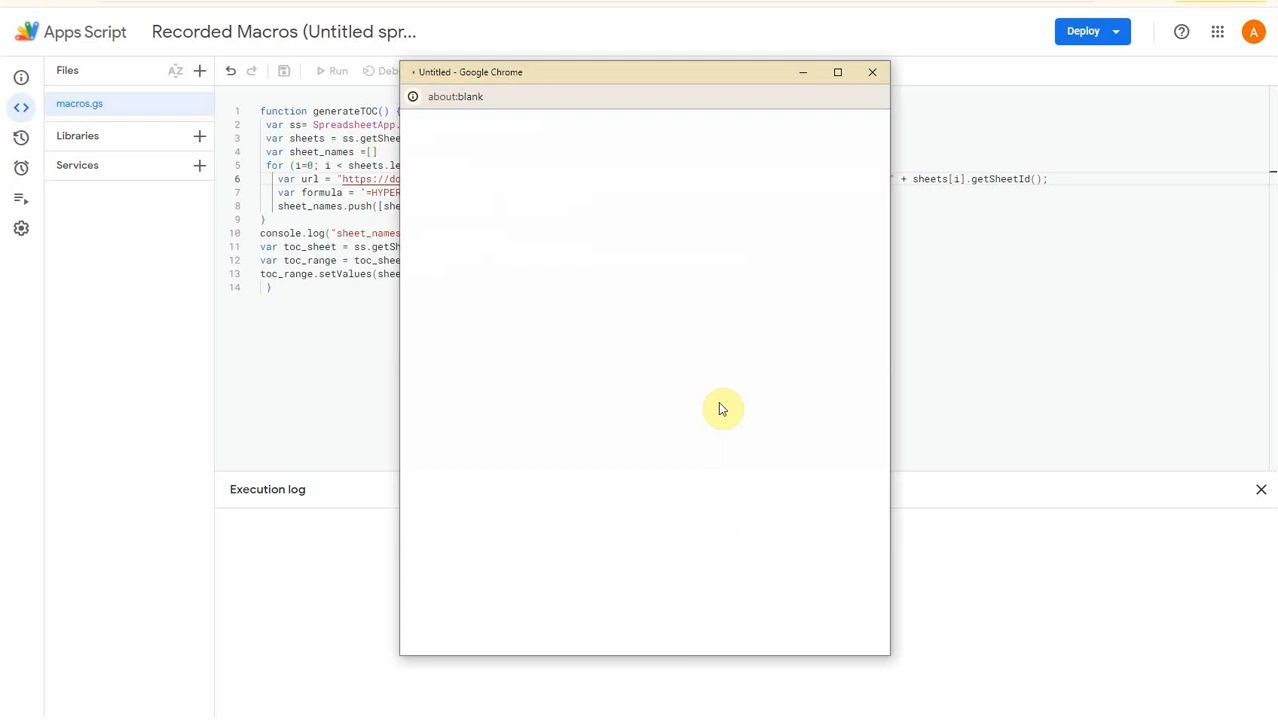 Apps Script
Recorded Macros (Untitled spr...
Deploy
A
Files
AZ
Run
Deb
Untitled - Google Chrome
about:blank
macros.gs
Libraries
Services
1 function generateTOC() {
2 var ss= SpreadsheetApp.
3 var sheets = ss.getShe
4 var sheet_names =[]
5 for (i=0; i < sheets.le
6 var url = "https://do " + sheets[i].getSheetId();
7 var formula = '=HYPER
8 sheet_names.push([she
9 }
10 console.log("sheet_names
11 var toc_sheet = ss.getSh
12 var toc_range = toc_shee
13 toc_range.setValues(shee
14 }
Execution log